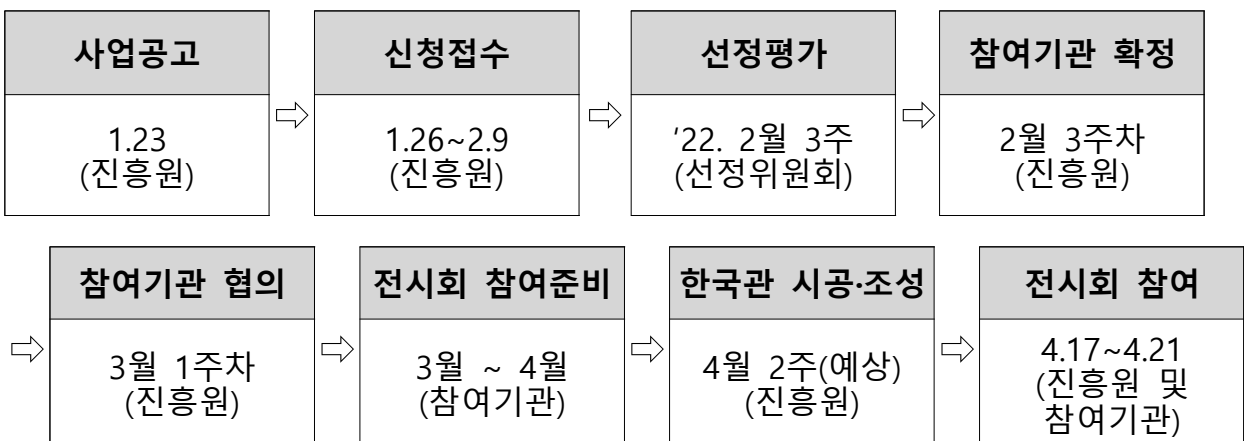 사업공고
1.23
(진흥원)
신청접수
1.26~2.9
(진흥원)
선정평가
'22. 2월 3주
(선정위원회)
참여기관 확정
2월 3주차
(진흥원)
참여기관 협의
3월 1주차
(진흥원)
전시회 참여준비
3월 ~ 4월
(참여기관)
한국관 시공·조성
4월 2주(예상)
(진흥원)
전시회 참여
4.17~4.21
(진흥원 및
참여기관)